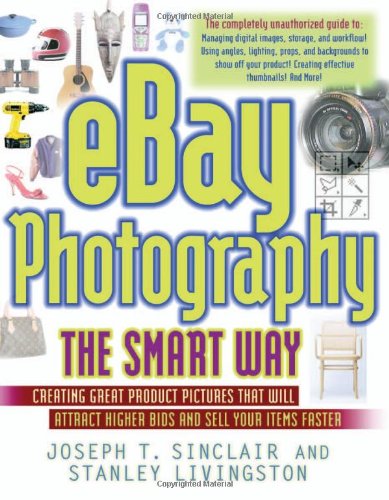 The completely unauthorized guide to:
Managing digital images, storage, and workflow!
Using angles, lighting, props, and backgrounds to
show off your product! Creating effective
thumbnails! And More!
eBay
Photography
THE SMART WAY
CREATING GREAT PRODUCT PICTURES THAT WILL
ATTRACT HIGHER BIDS AND SELL YOUR ITEMS FASTER
JOSEPH T. SINCLAIR AND
STANLEY LIVINGSTON